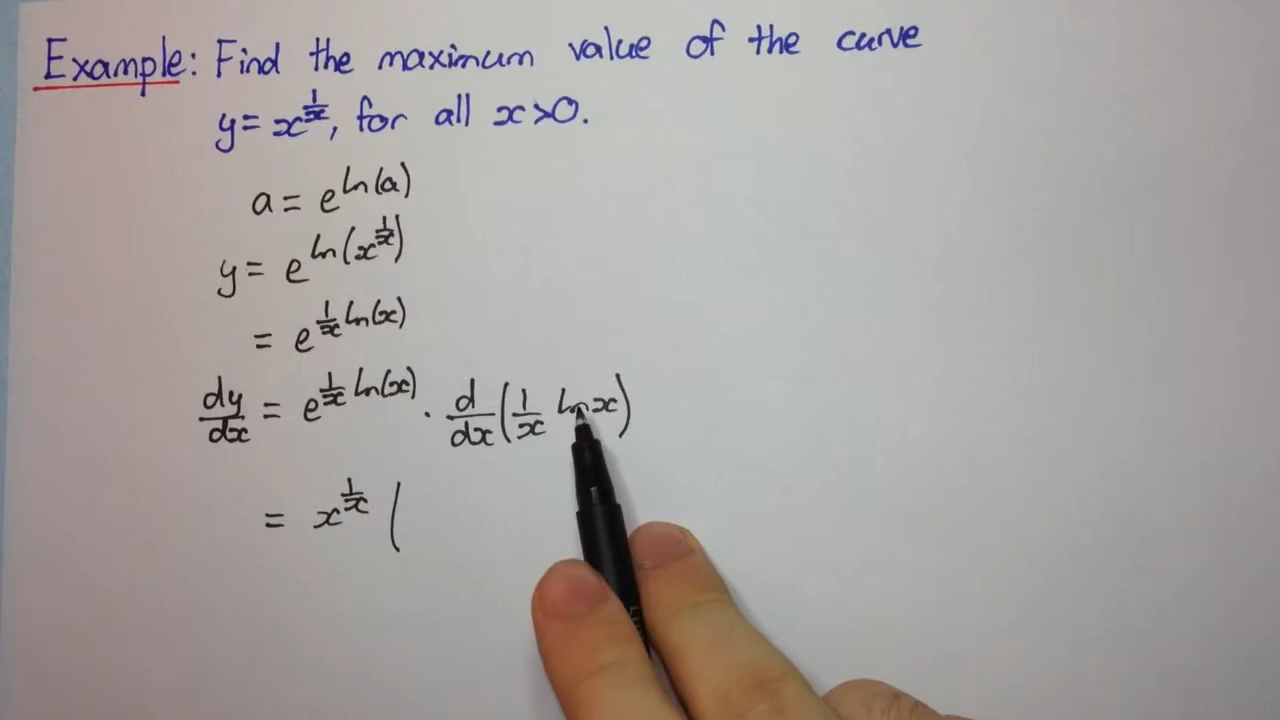 Example: Find the maximum value of the curve
y = x^(1/x), for all x>0.
a = e^ln(a)
y = e^ln(x^(1/x))
= e^(1/x ln(x))
dy/dx = e^(1/x ln(x)) · d/dx (1/x ln x)
= x^(1/x) (